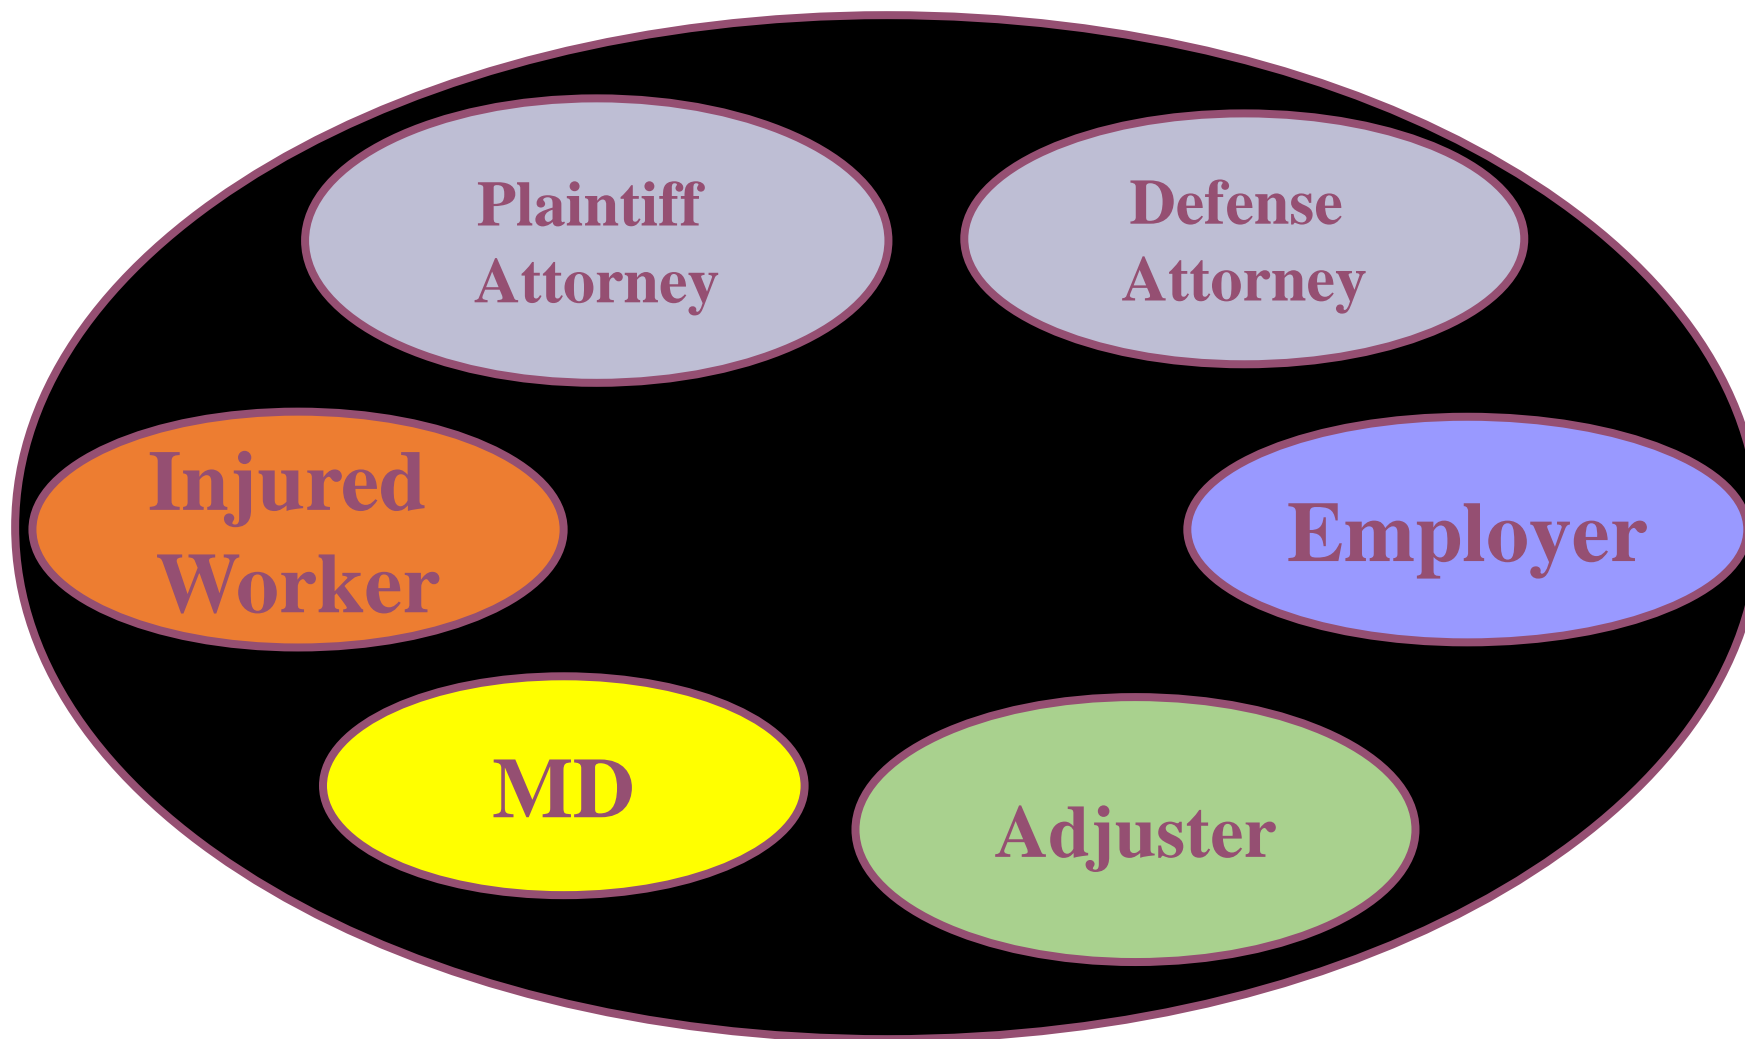 Plaintiff
Attorney
Defense
Attorney
Injured
Worker
Employer
MD
Adjuster